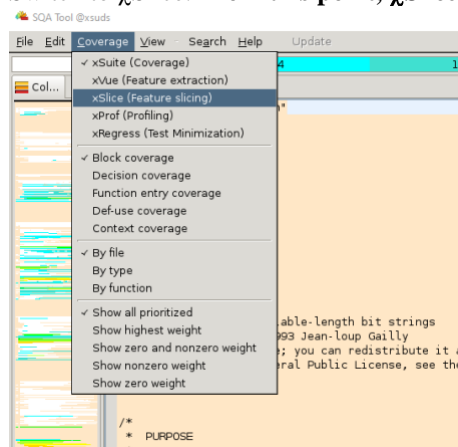 SQA Tool @xsuds
File Edit Coverage View Search Help Update
✓ xSuite (Coverage)
xVue (Feature extraction)
xSlice (Feature slicing)
xProf (Profiling)
xRegress (Test Minimization)
✓ Block coverage
Decision coverage
Function entry coverage
Def-use coverage
Context coverage
✓ By file
By type
By function
✓ Show all prioritized
Show highest weight
Show zero and nonzero weight
Show nonzero weight
Show zero weight
Col...
able-length bit strings
993 Jean-loup Gailly
; you can redistribute it a
eral Public License, see the
/*
* PURPOSE